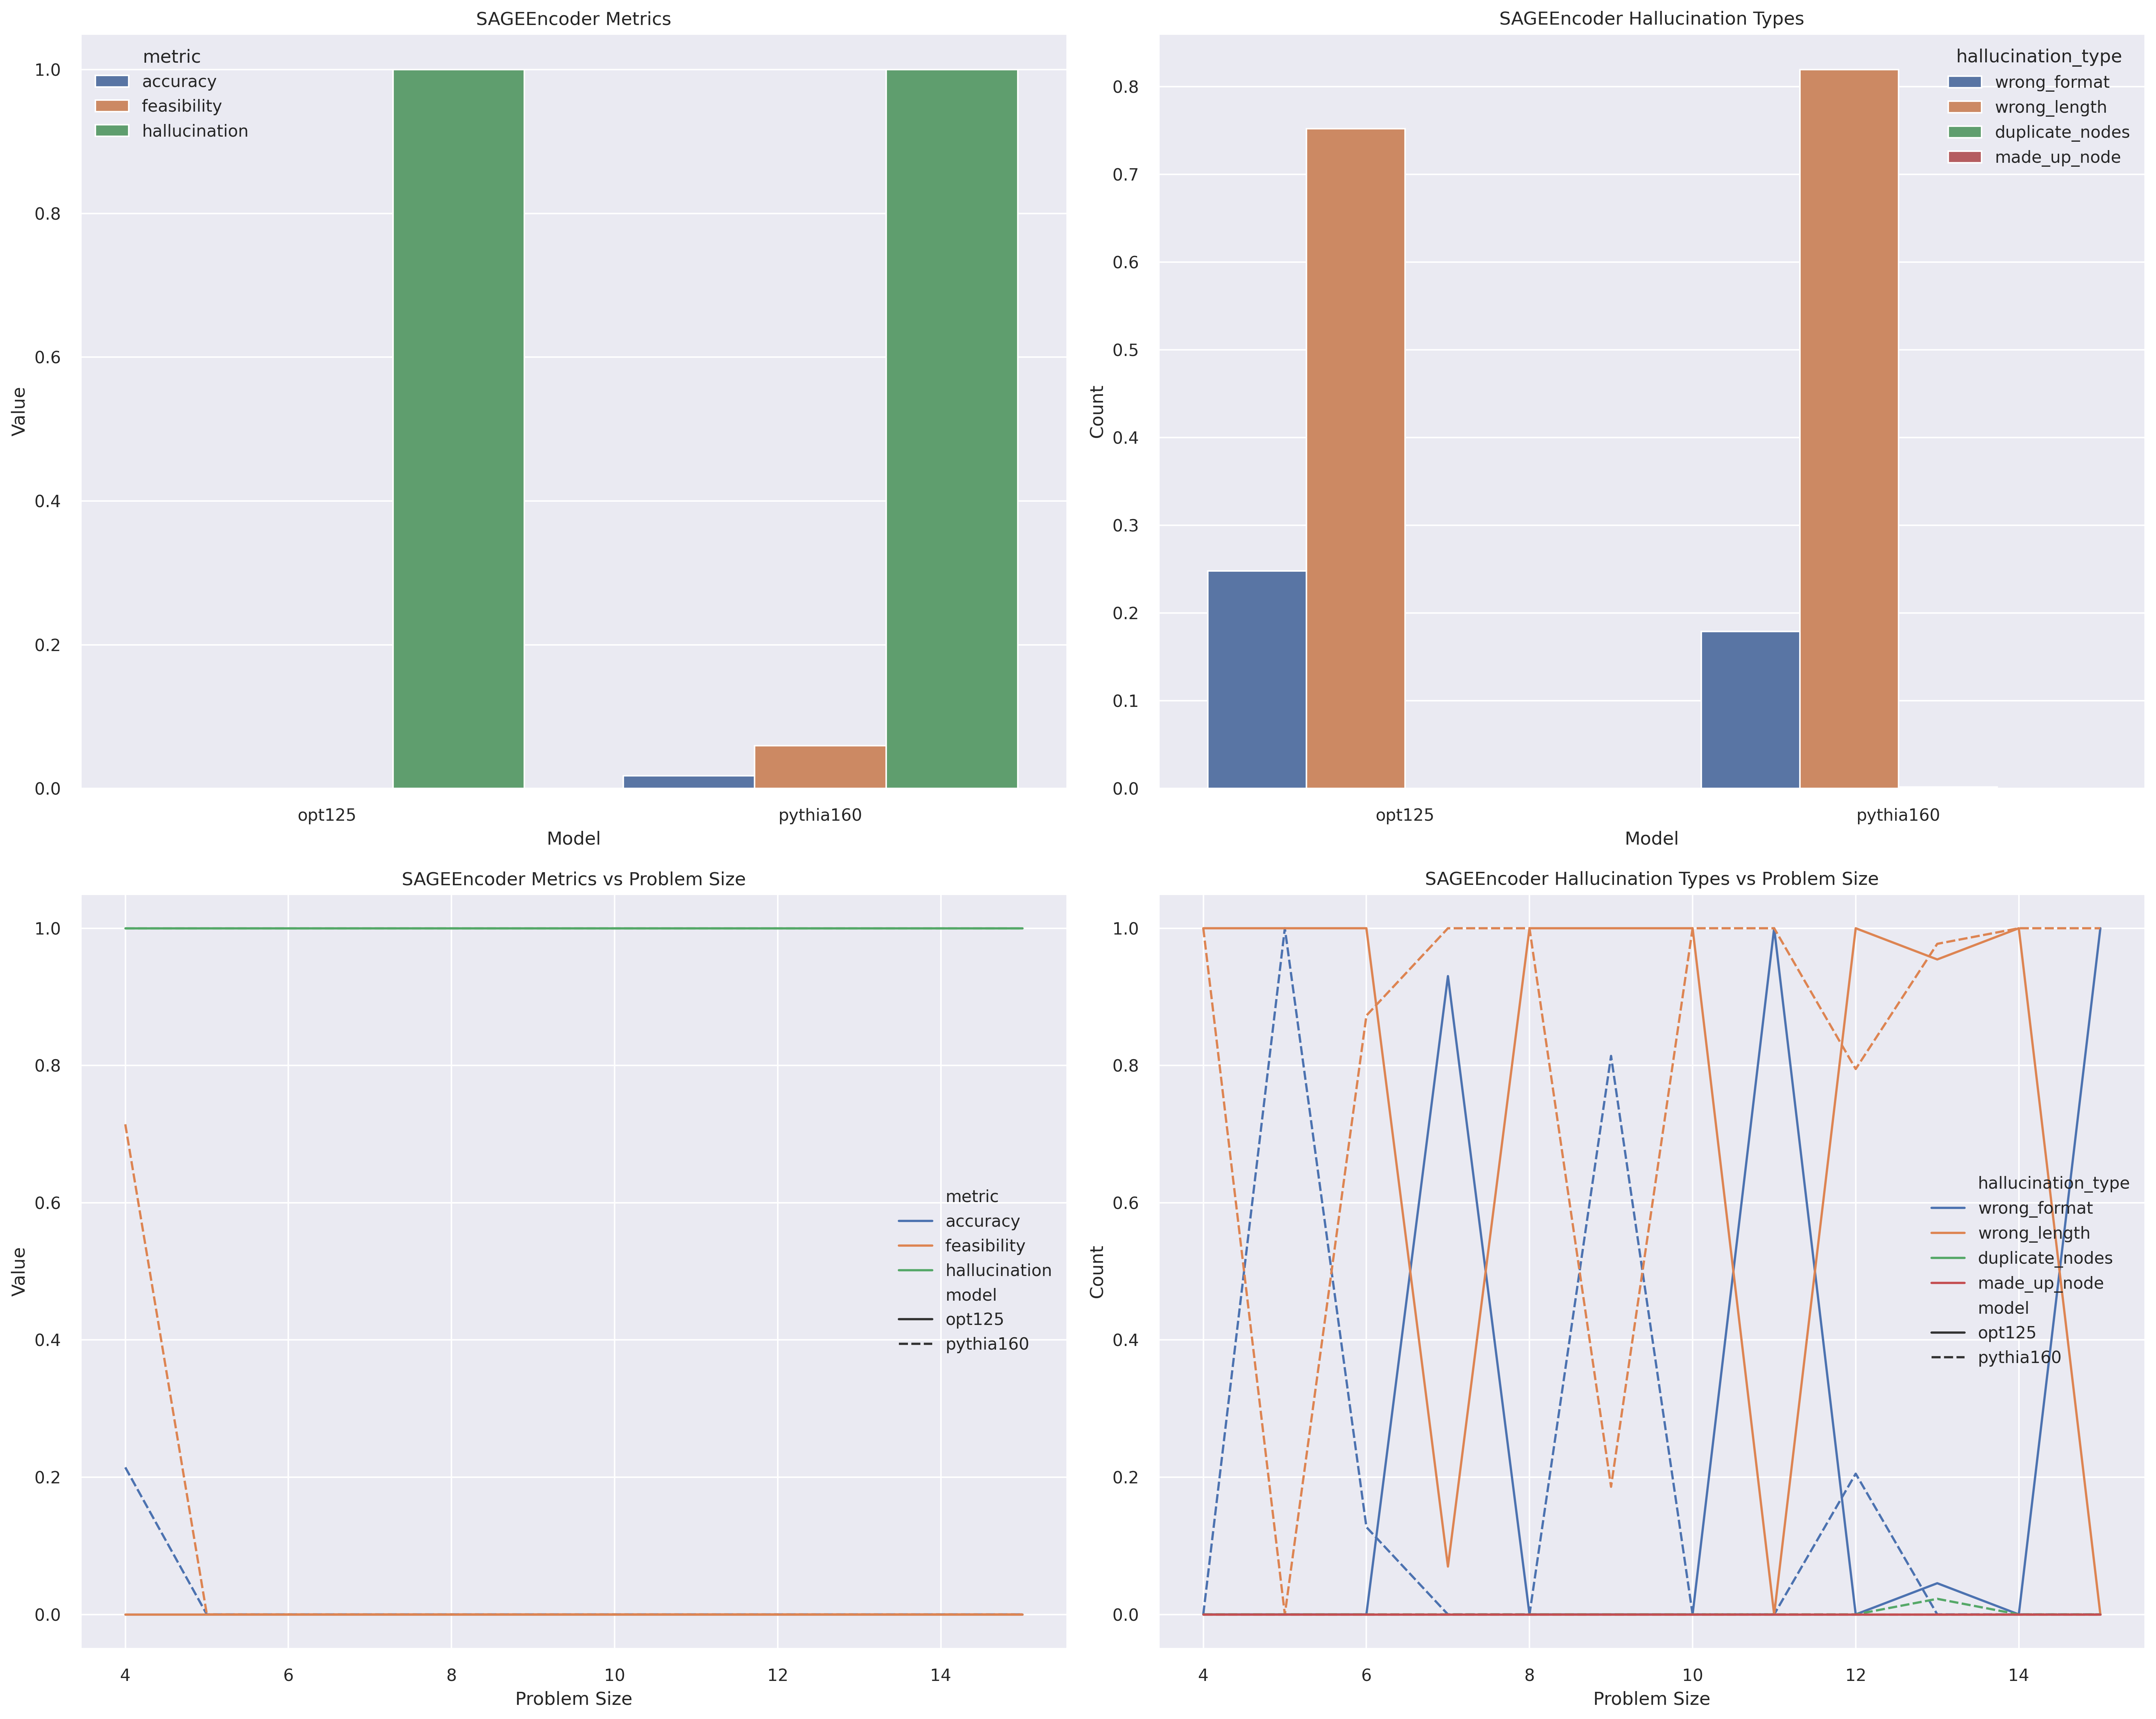 SAGEEncoder Metrics
metric
accuracy
feasibility
hallucination
1.0
0.8
0.6
0.4
0.2
0.0
Value
opt125
pythia160
Model
SAGEEncoder Hallucination Types
hallucination_type
wrong_format
wrong_length
duplicate_nodes
made_up_node
0.8
0.7
0.6
0.5
0.4
0.3
0.2
0.1
0.0
Count
opt125
pythia160
Model
SAGEEncoder Metrics vs Problem Size
1.0
0.8
0.6
0.4
0.2
0.0
Value
metric
accuracy
feasibility
hallucination
model
opt125
pythia160
4
6
8
10
12
14
Problem Size
SAGEEncoder Hallucination Types vs Problem Size
1.0
0.8
0.6
0.4
0.2
0.0
Count
hallucination_type
wrong_format
wrong_length
duplicate_nodes
made_up_node
model
opt125
pythia160
4
6
8
10
12
14
Problem Size